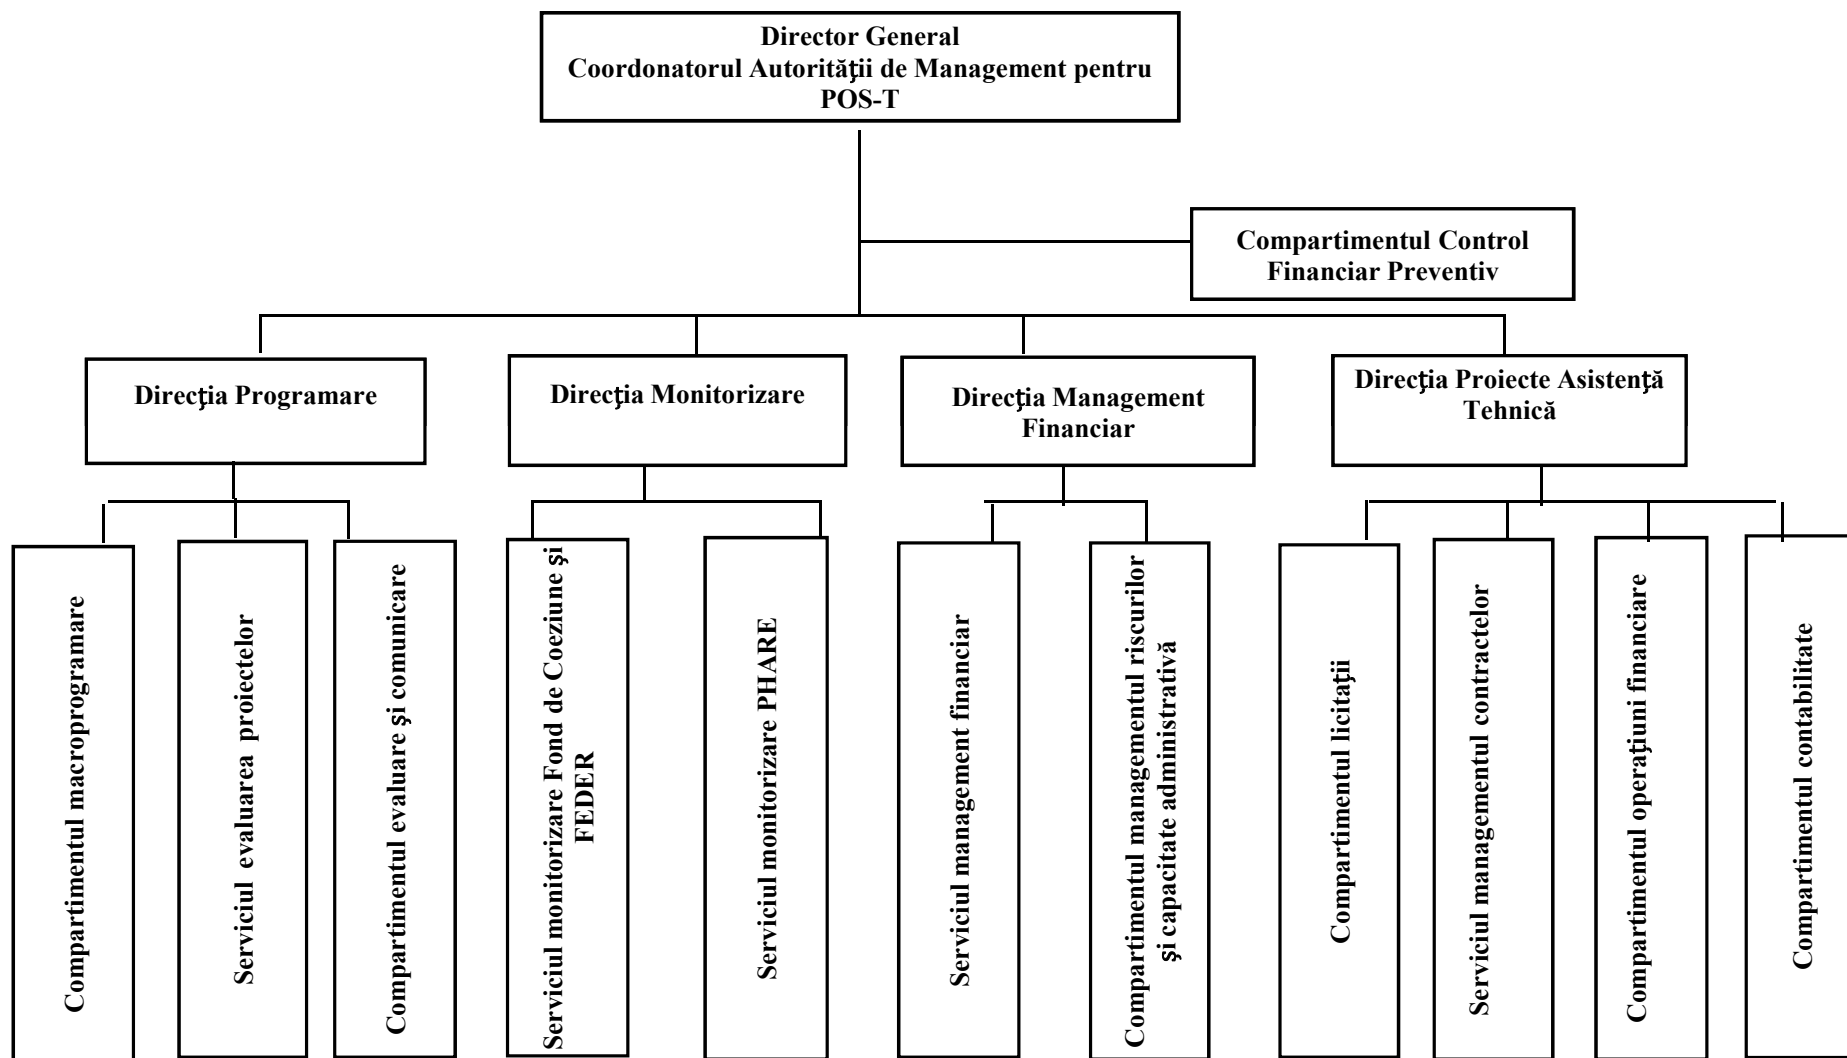 Director General
Coordonatorul Autorităţii de Management pentru
POS-T
Compartimentul Control
Financiar Preventiv
Direcţia Programare
Direcţia Monitorizare
Direcţia Management
Financiar
Direcţia Proiecte Asistenţă
Tehnică
Compartimentul macroprogramare
Serviciul evaluarea proiectelor
Compartimentul evaluare şi comunicare
Serviciul monitorizare Fond de Coeziune şi
FEDER
Serviciul monitorizare PHARE
Serviciul management financiar
Compartimentul managementul riscurilor
şi capacitate administrativă
Compartimentul licitaţii
Serviciul managementul contractelor
Compartimentul operaţiuni financiare
Compartimentul contabilitate